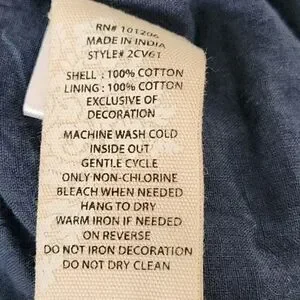 RN# 101206
MADE IN INDIA
STYLE# 2CV61
SHELL : 100% COTTON
LINING : 100% COTTON
EXCLUSIVE OF
DECORATION
MACHINE WASH COLD
INSIDE OUT
GENTLE CYCLE
ONLY NON-CHLORINE
BLEACH WHEN NEEDED
HANG TO DRY
WARM IRON IF NEEDED
ON REVERSE
DO NOT IRON DECORATION
DO NOT DRY CLEAN